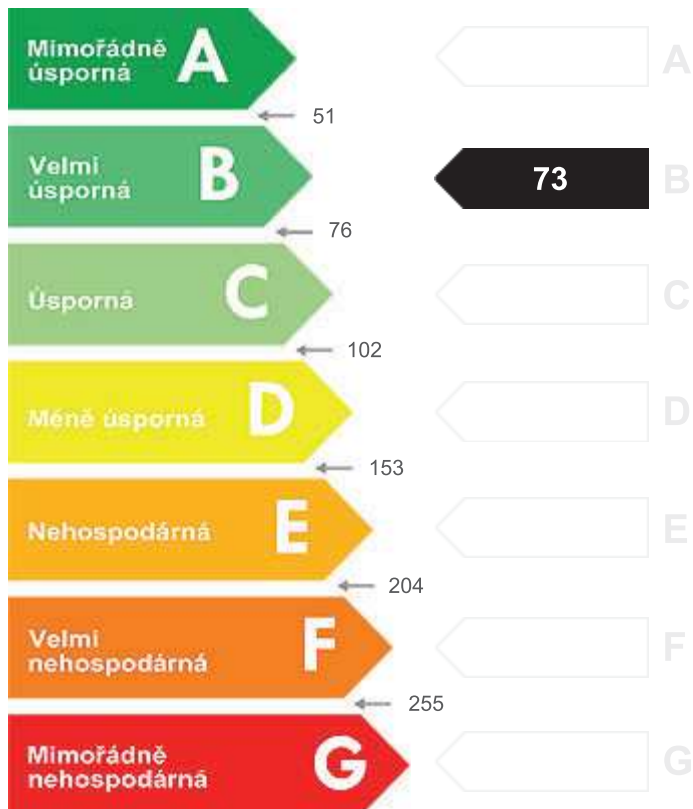 Mimořádně
úsporná
A
A
51
Velmi
úsporná
B
73
B
76
Úsporná
C
C
102
Méně úsporná
D
D
153
Nehospodárná
E
E
204
Velmi
nehospodárná
F
F
255
Mimořádně
nehospodárná
G
G